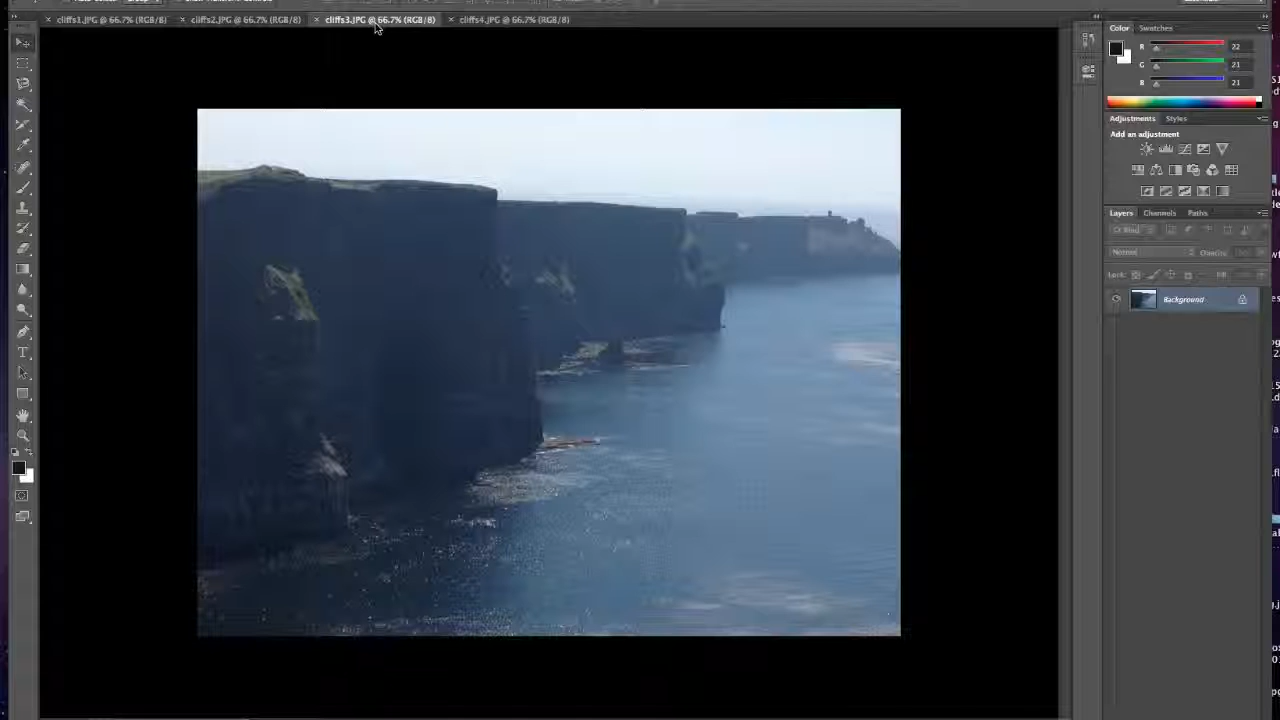 cliffs1.JPG @ 66.7% (RGB/8) cliffs2.JPG @ 66.7% (RGB/8) cliffs3.JPG @ 66.7% (RGB/8) cliffs4.JPG @ 66.7% (RGB/8)
Color Swatches
R 22
G 21
B 21
Adjustments Styles
Add an adjustment
Layers Channels Paths
Kind
Normal Opacity:
Lock: Fill:
Background